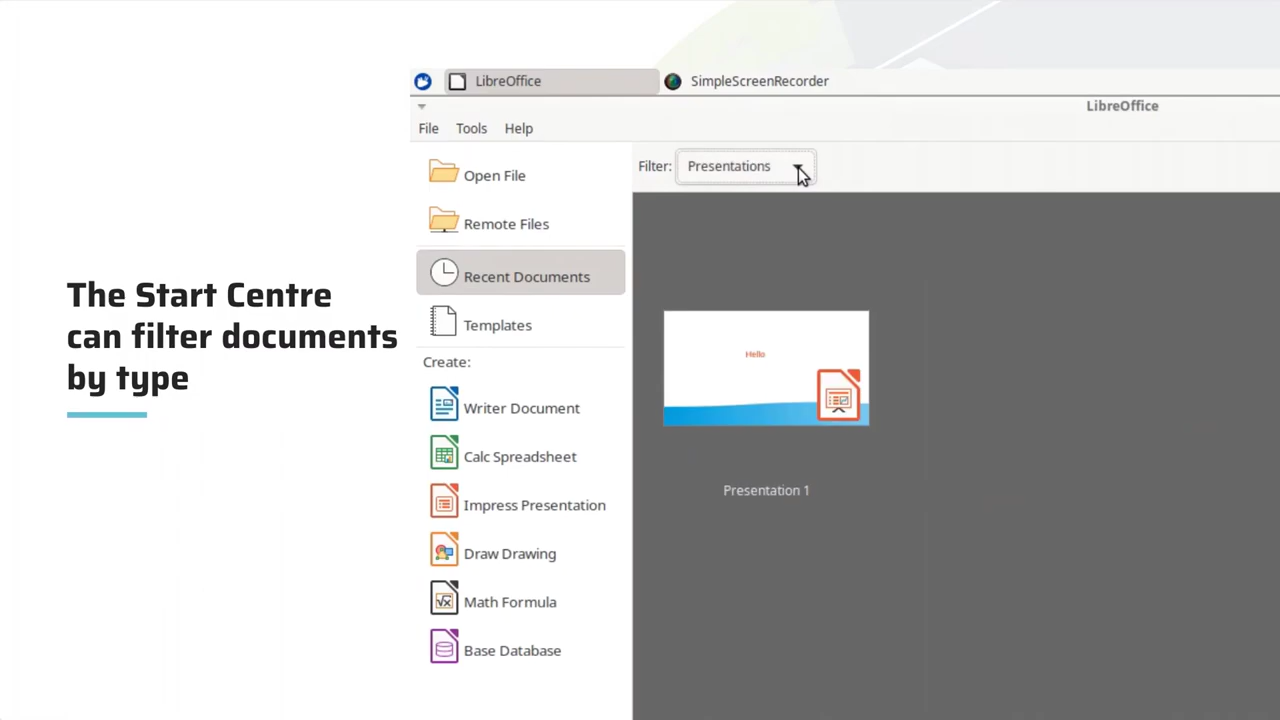 The Start Centre
can filter documents
by type
LibreOffice
SimpleScreenRecorder
LibreOffice
File Tools Help
Open File
Remote Files
Recent Documents
Templates
Create:
Writer Document
Calc Spreadsheet
Impress Presentation
Draw Drawing
Math Formula
Base Database
Filter: Presentations
Hello
Presentation 1